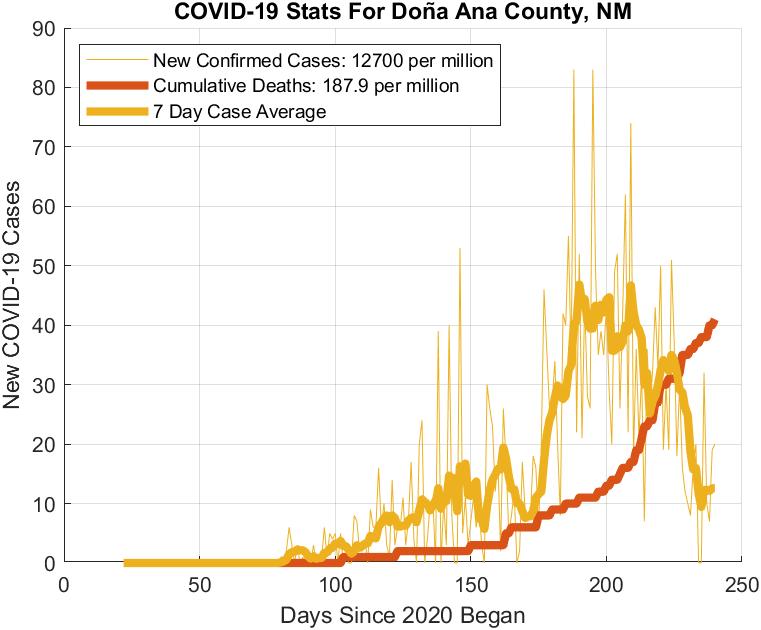 COVID-19 Stats For Doña Ana County, NM
New Confirmed Cases: 12700 per million
Cumulative Deaths: 187.9 per million
7 Day Case Average
New COVID-19 Cases
90
80
70
60
50
40
30
20
10
0
0 50 100 150 200 250
Days Since 2020 Began